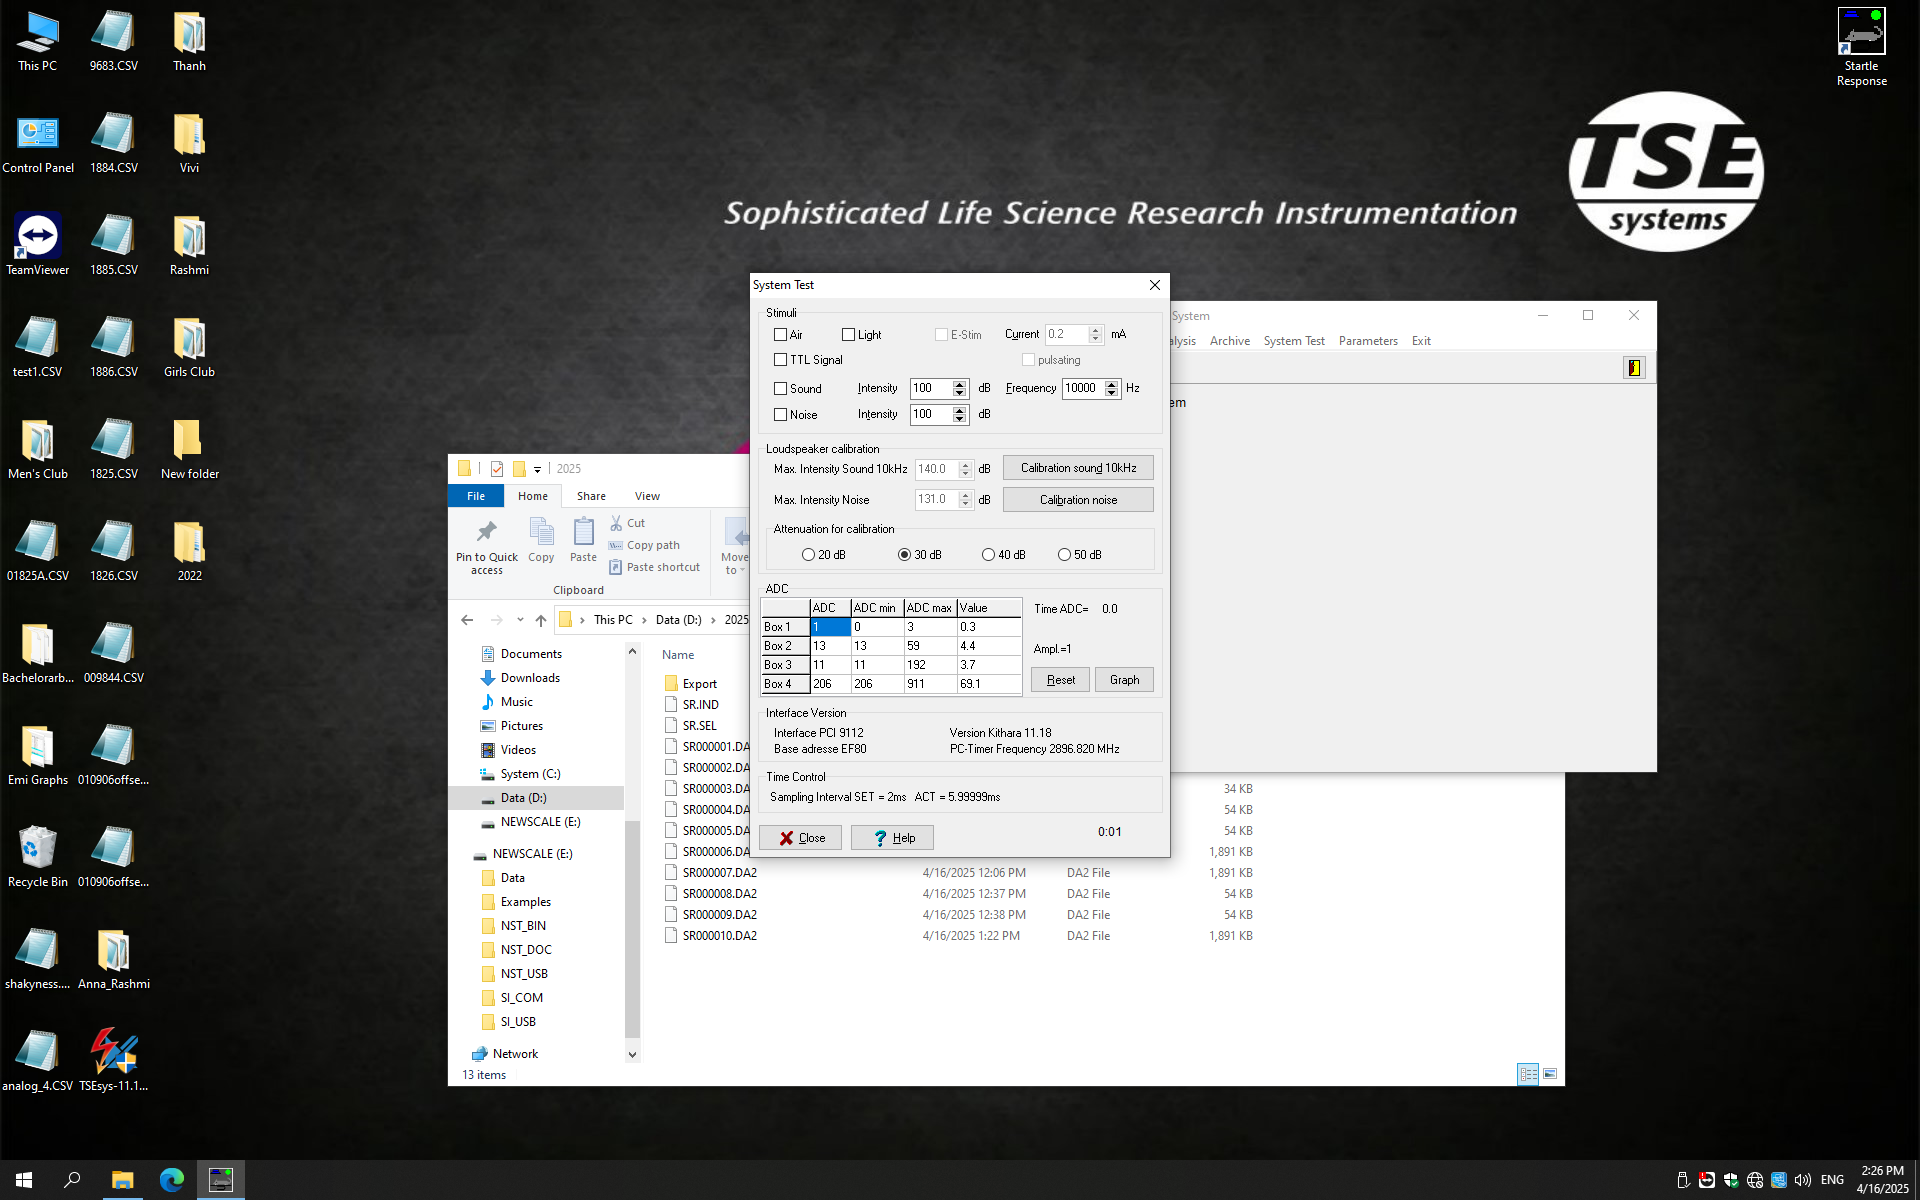 This PC
9683.CSV
Thanh
Control Panel
1884.CSV
Vivi
TeamViewer
1885.CSV
Rashmi
test1.CSV
1886.CSV
Girls Club
Men's Club
1825.CSV
New folder
01825A.CSV
1826.CSV
2022
Bachelorarb...
009844.CSV
Emi Graphs
010906offse...
Recycle Bin
010906offse...
shakyness....
Anna_Rashmi
analog_4.CSV
TSEsys-11.1...
Startle
Response
TSE
systems
Sophisticated Life Science Research Instrumentation
System Test
Stimuli
Air
Light
E-Stim
Current 0.2 mA
TTL Signal
pulsating
Sound
Intensity 100 dB
Frequency 10000 Hz
Noise
Intensity 100 dB
Loudspeaker calibration
Max. Intensity Sound 10kHz 140.0 dB
Calibration sound 10kHz
Max. Intensity Noise 131.0 dB
Calibration noise
Attenuation for calibration
20 dB 30 dB 40 dB 50 dB
ADC
ADC ADC min ADC max Value
Box 1 1 0 3 0.3
Box 2 13 13 59 4.4
Box 3 11 11 192 3.7
Box 4 206 206 911 69.1
Time ADC= 0.0
Ampl.=1
Reset
Graph
Interface Version
Interface PCI 9112
Version Kithara 11.18
Base adresse EF80
PC-Timer Frequency 2896.820 MHz
Time Control
Sampling Interval SET = 2ms ACT = 5.99999ms
Close
Help
0:01
System
alysis Archive System Test Parameters Exit
em
2025
File Home Share View
Pin to Quick
access
Copy
Paste
Cut
Copy path
Paste shortcut
Clipboard
Move
to
This PC > Data (D:) > 2025
Documents
Downloads
Music
Pictures
Videos
System (C:)
Data (D:)
NEWSCALE (E:)
NEWSCALE (E:)
Data
Examples
NST_BIN
NST_DOC
NST_USB
SI_COM
SI_USB
Network
13 items
Name
Export
SR.IND
SR.SEL
SR000001.DA
SR000002.DA
SR000003.DA 34 KB
SR000004.DA 54 KB
SR000005.DA 54 KB
SR000006.DA 1,891 KB
SR000007.DA2 4/16/2025 12:06 PM DA2 File 1,891 KB
SR000008.DA2 4/16/2025 12:37 PM DA2 File 54 KB
SR000009.DA2 4/16/2025 12:38 PM DA2 File 54 KB
SR000010.DA2 4/16/2025 1:22 PM DA2 File 1,891 KB
ENG
2:26 PM
4/16/2025